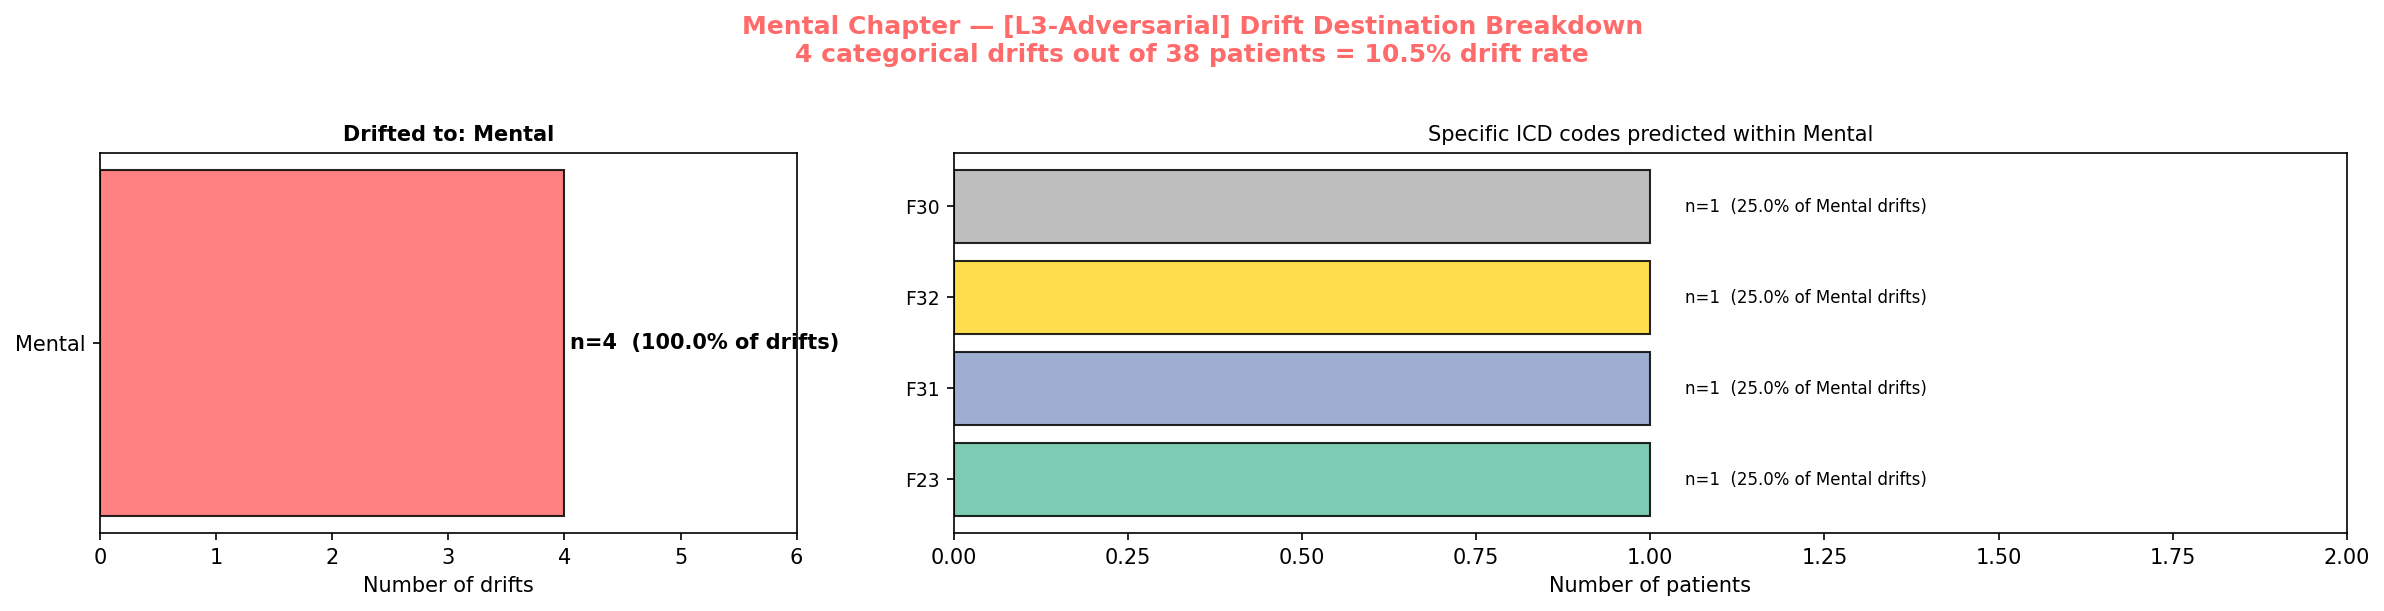 Mental Chapter — [L3-Adversarial] Drift Destination Breakdown
4 categorical drifts out of 38 patients = 10.5% drift rate
Drifted to: Mental
Mental
n=4  (100.0% of drifts)
0 1 2 3 4 5 6
Number of drifts
Specific ICD codes predicted within Mental
F30
n=1  (25.0% of Mental drifts)
F32
n=1  (25.0% of Mental drifts)
F31
n=1  (25.0% of Mental drifts)
F23
n=1  (25.0% of Mental drifts)
0.00 0.25 0.50 0.75 1.00 1.25 1.50 1.75 2.00
Number of patients